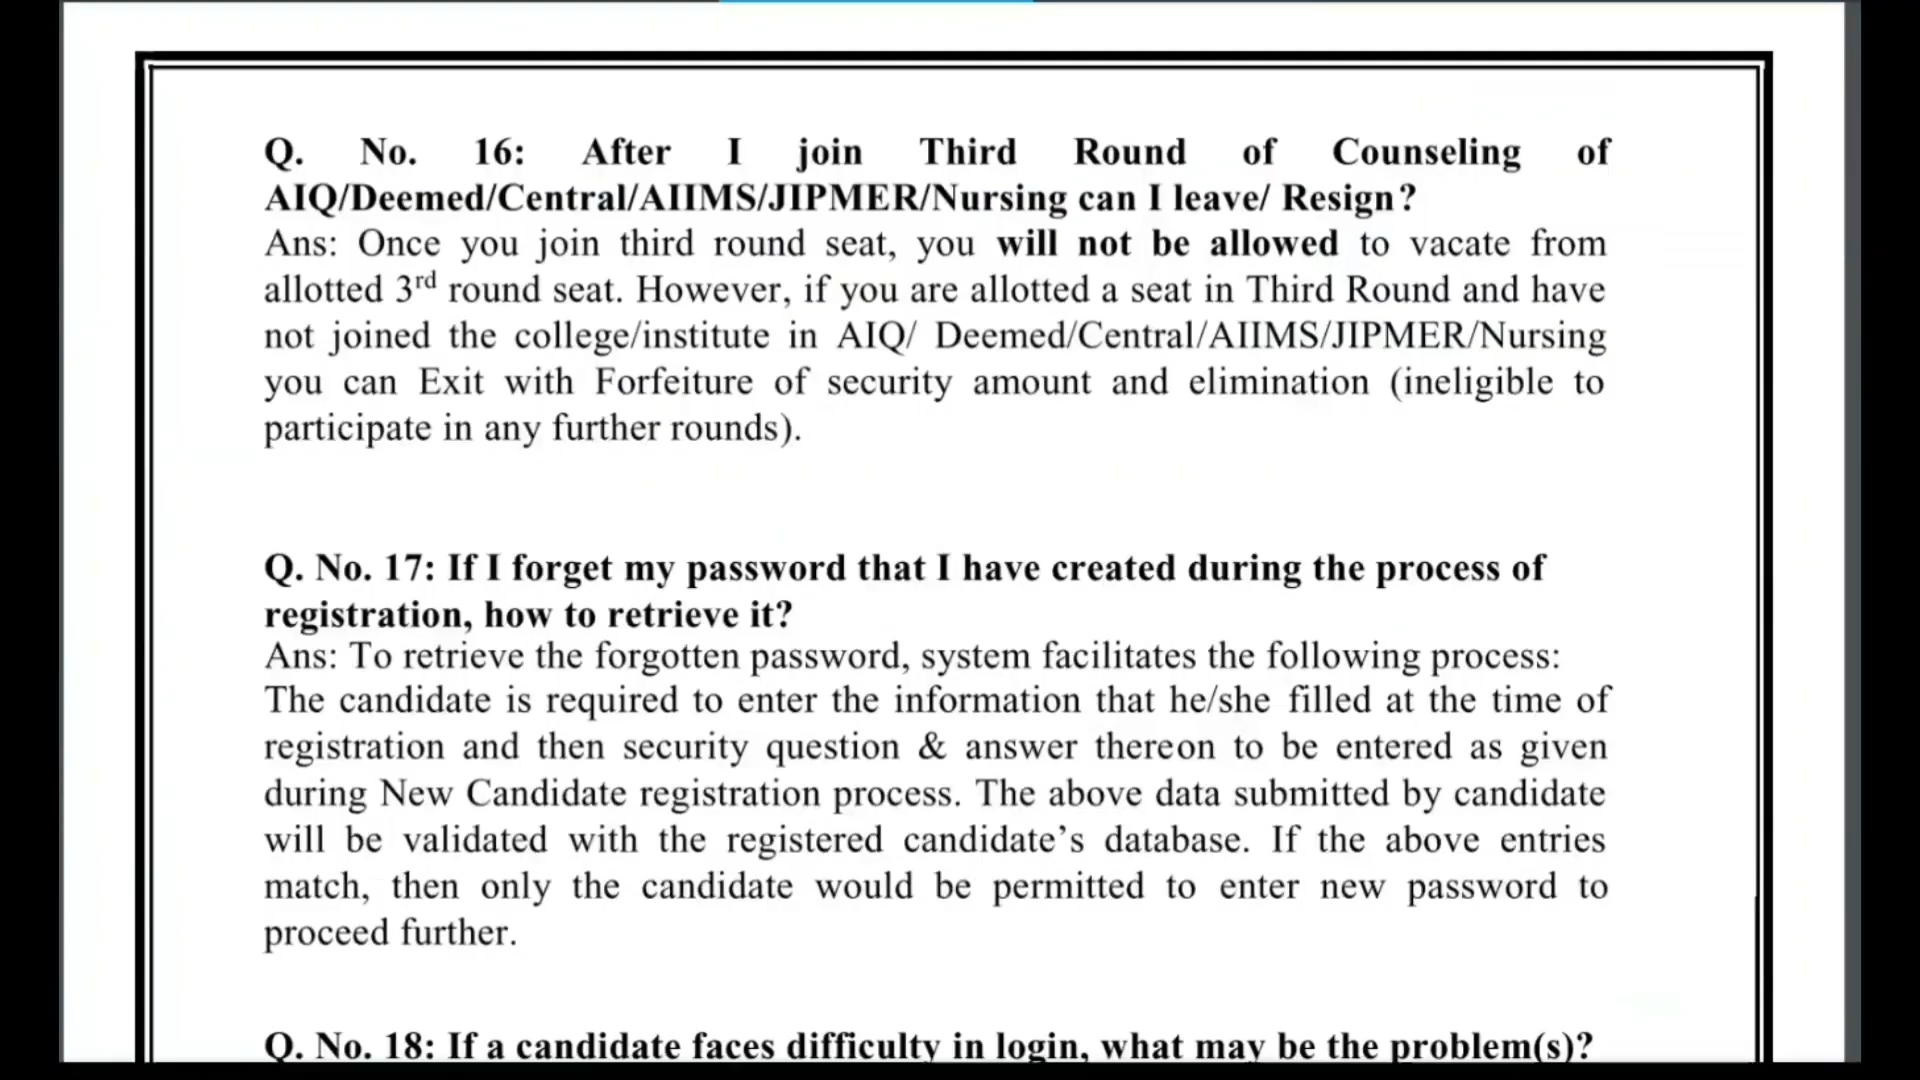 Q. No. 16: After I join Third Round of Counseling of
AIQ/Deemed/Central/AIIMS/JIPMER/Nursing can I leave/ Resign?
Ans: Once you join third round seat, you will not be allowed to vacate from
allotted 3rd round seat. However, if you are allotted a seat in Third Round and have
not joined the college/institute in AIQ/ Deemed/Central/AIIMS/JIPMER/Nursing
you can Exit with Forfeiture of security amount and elimination (ineligible to
participate in any further rounds).
Q. No. 17: If I forget my password that I have created during the process of
registration, how to retrieve it?
Ans: To retrieve the forgotten password, system facilitates the following process:
The candidate is required to enter the information that he/she filled at the time of
registration and then security question & answer thereon to be entered as given
during New Candidate registration process. The above data submitted by candidate
will be validated with the registered candidate’s database. If the above entries
match, then only the candidate would be permitted to enter new password to
proceed further.
Q. No. 18: If a candidate faces difficulty in login, what may be the problem(s)?